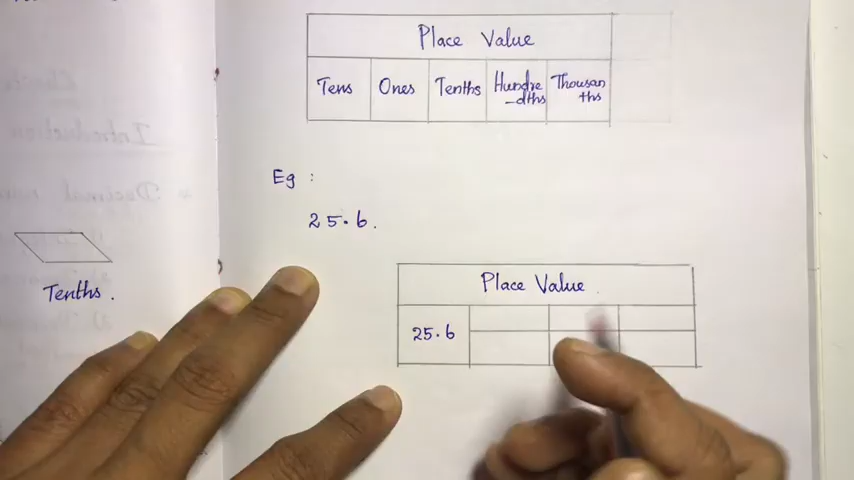 Place Value
Tens Ones Tenths Hundre Thousan
-dths ths
Eg :
25.6.
Tenths.
Place Value
25.6